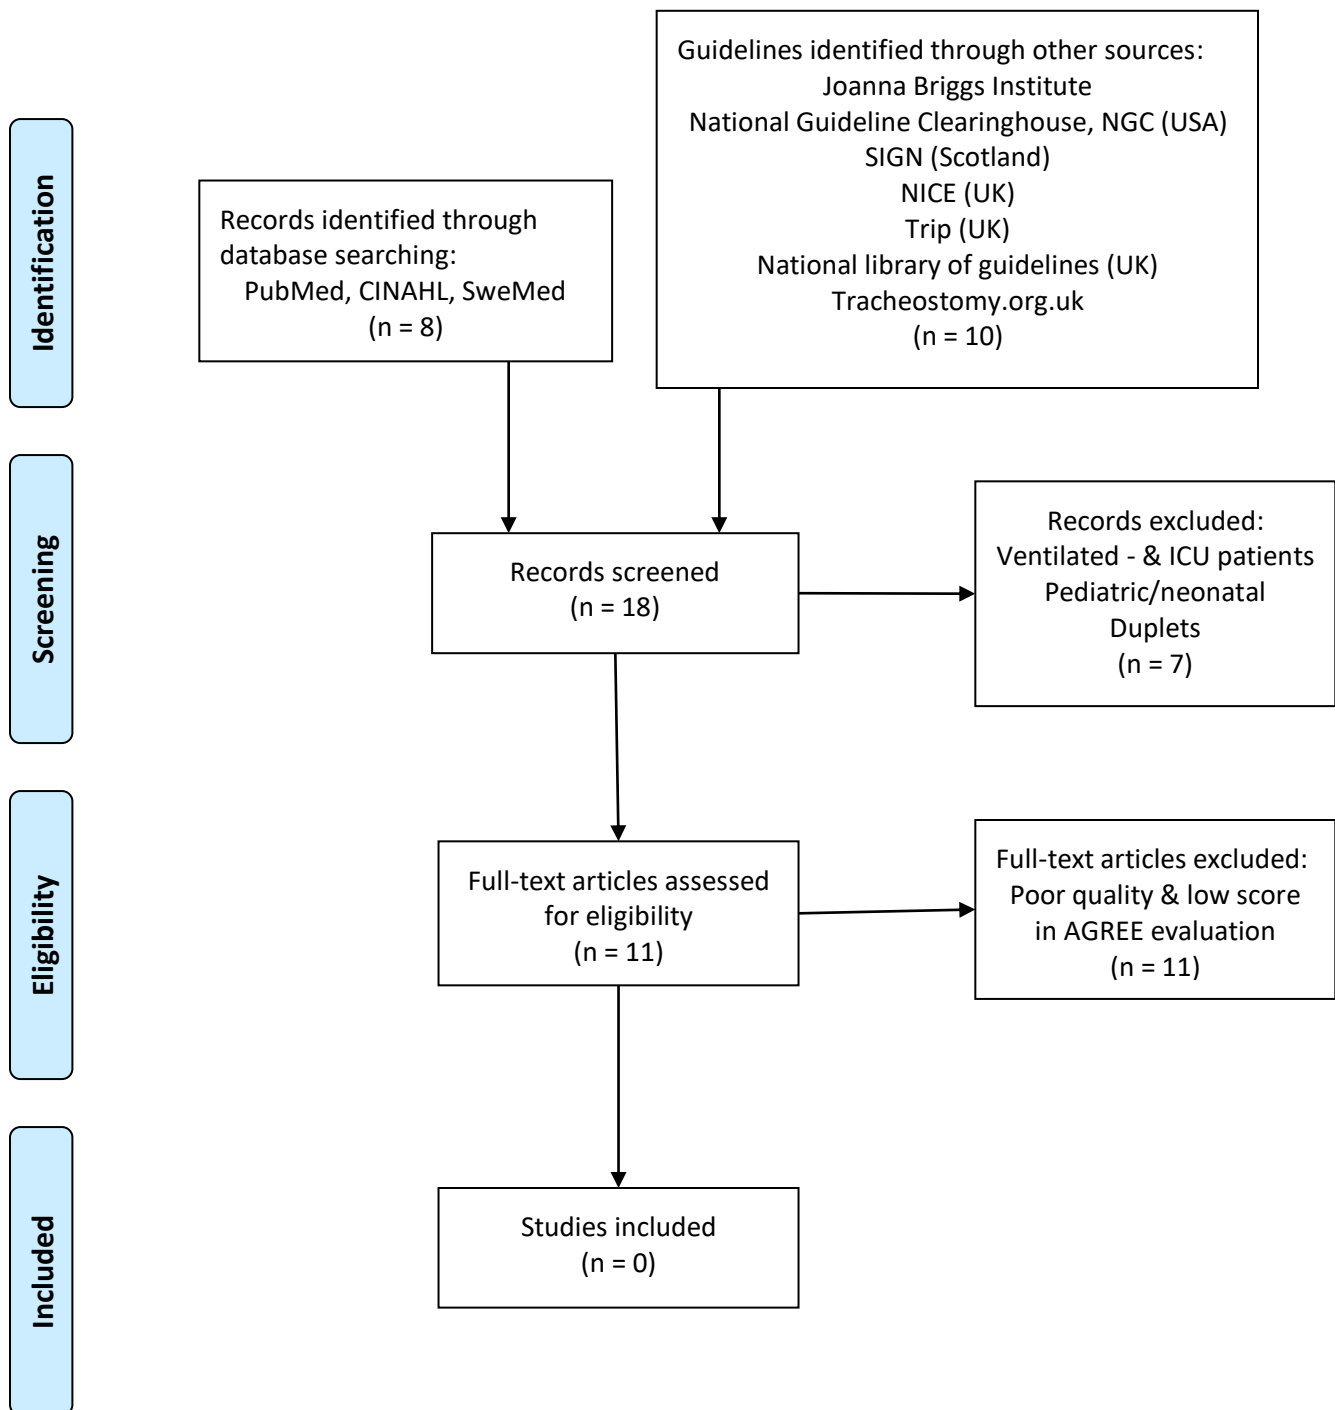 Identification
Records identified through
database searching:
PubMed, CINAHL, SweMed
(n = 8)
Guidelines identified through other sources:
Joanna Briggs Institute
National Guideline Clearinghouse, NGC (USA)
SIGN (Scotland)
NICE (UK)
Trip (UK)
National library of guidelines (UK)
Tracheostomy.org.uk
(n = 10)
Screening
Records screened
(n = 18)
Records excluded:
Ventilated - & ICU patients
Pediatric/neonatal
Duplets
(n = 7)
Eligibility
Full-text articles assessed
for eligibility
(n = 11)
Full-text articles excluded:
Poor quality & low score
in AGREE evaluation
(n = 11)
Included
Studies included
(n = 0)